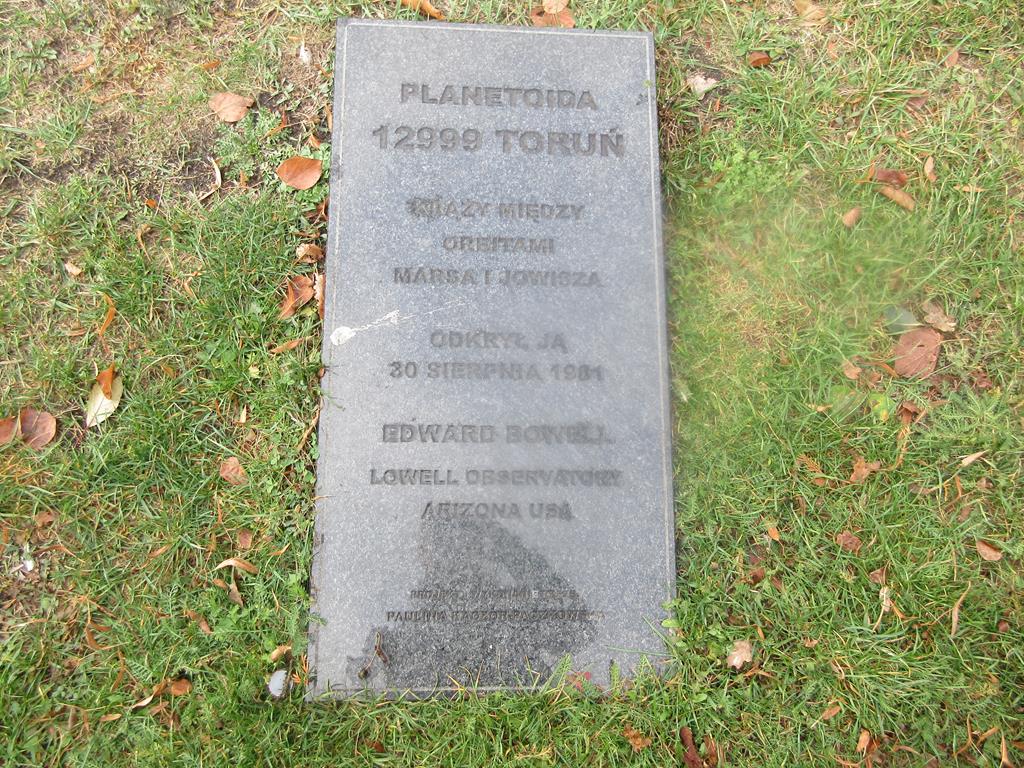 PLANETOIDA
12999 TORUŃ
KRĄŻY MIĘDZY
ORBITAMI
MARSA I JOWISZA
ODKRYŁ JĄ
30 SIERPNIA 1981
EDWARD BOWELL
LOWELL OBSERVATORY
ARIZONA USA
PAULINA